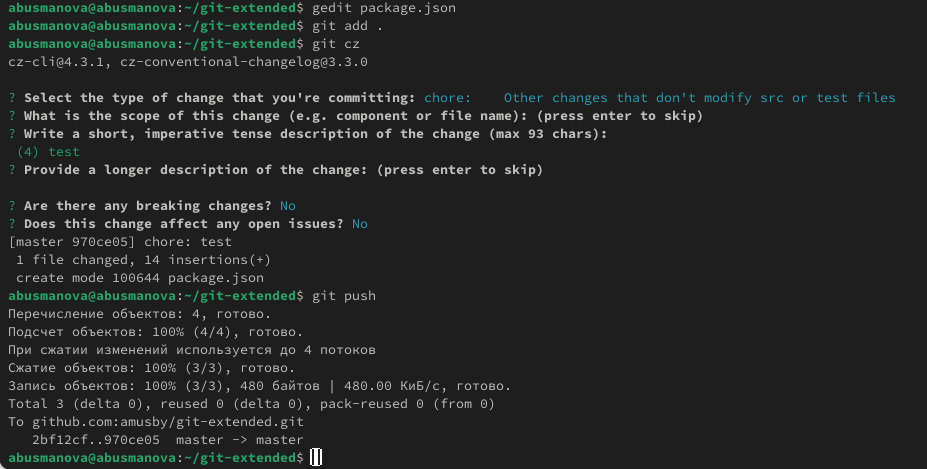 abusmanova@abusmanova:~/git-extended$ gedit package.json
abusmanova@abusmanova:~/git-extended$ git add .
abusmanova@abusmanova:~/git-extended$ git cz
cz-cli@4.3.1, cz-conventional-changelog@3.3.0
? Select the type of change that you're committing: chore:    Other changes that don't modify src or test files
? What is the scope of this change (e.g. component or file name): (press enter to skip)
? Write a short, imperative tense description of the change (max 93 chars):
 (4) test
? Provide a longer description of the change: (press enter to skip)
? Are there any breaking changes? No
? Does this change affect any open issues? No
[master 970ce05] chore: test
 1 file changed, 14 insertions(+)
 create mode 100644 package.json
abusmanova@abusmanova:~/git-extended$ git push
Перечисление объектов: 4, готово.
Подсчет объектов: 100% (4/4), готово.
При сжатии изменений используется до 4 потоков
Сжатие объектов: 100% (3/3), готово.
Запись объектов: 100% (3/3), 480 байтов | 480.00 КиБ/с, готово.
Total 3 (delta 0), reused 0 (delta 0), pack-reused 0 (from 0)
To github.com:amusby/git-extended.git
   2bf12cf..970ce05  master -> master
abusmanova@abusmanova:~/git-extended$